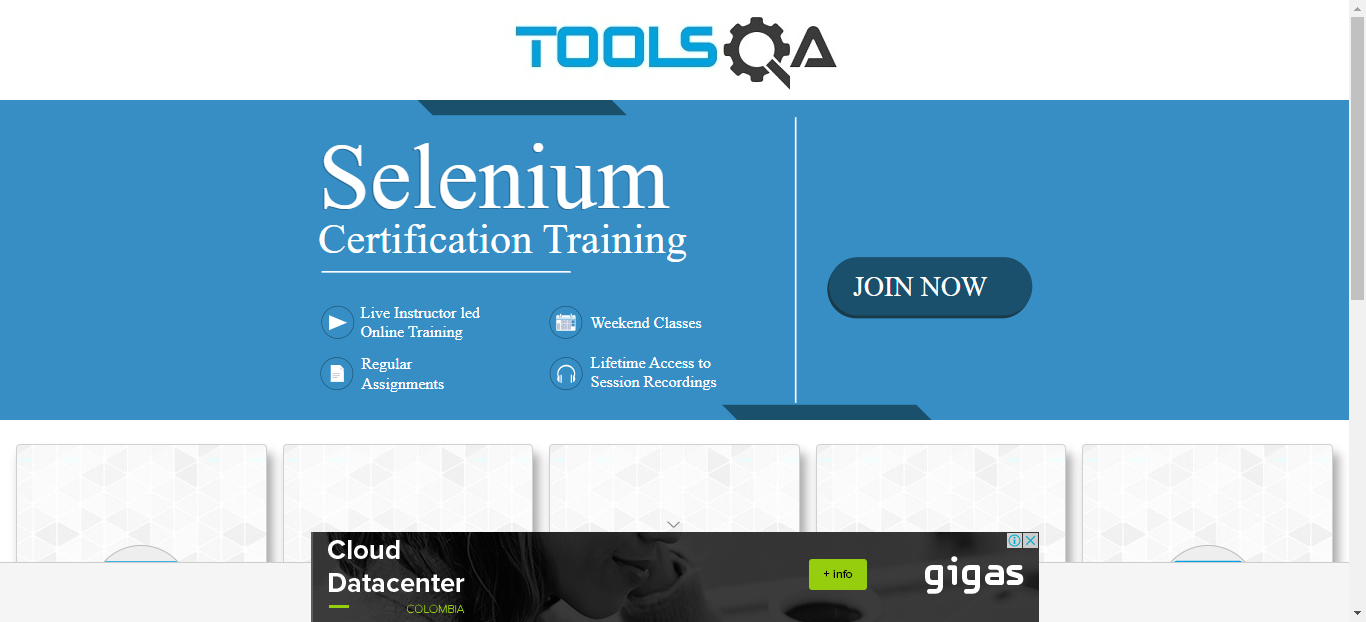 TOOLSQA
Selenium
Certification Training
JOIN NOW
Live Instructor led
Online Training
Weekend Classes
Regular
Assignments
Lifetime Access to
Session Recordings
Cloud
Datacenter
COLOMBIA
+ info
gigas